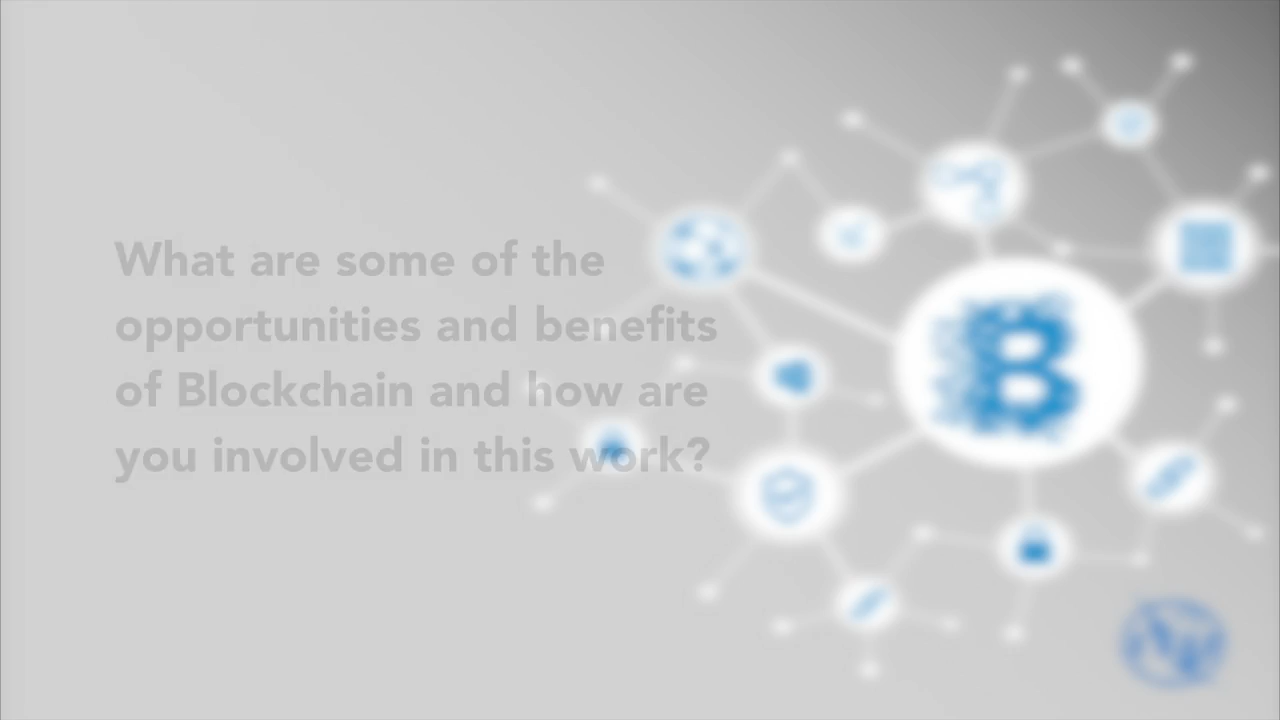 What are some of the
opportunities and benefits
of Blockchain and how are
you involved in this work?